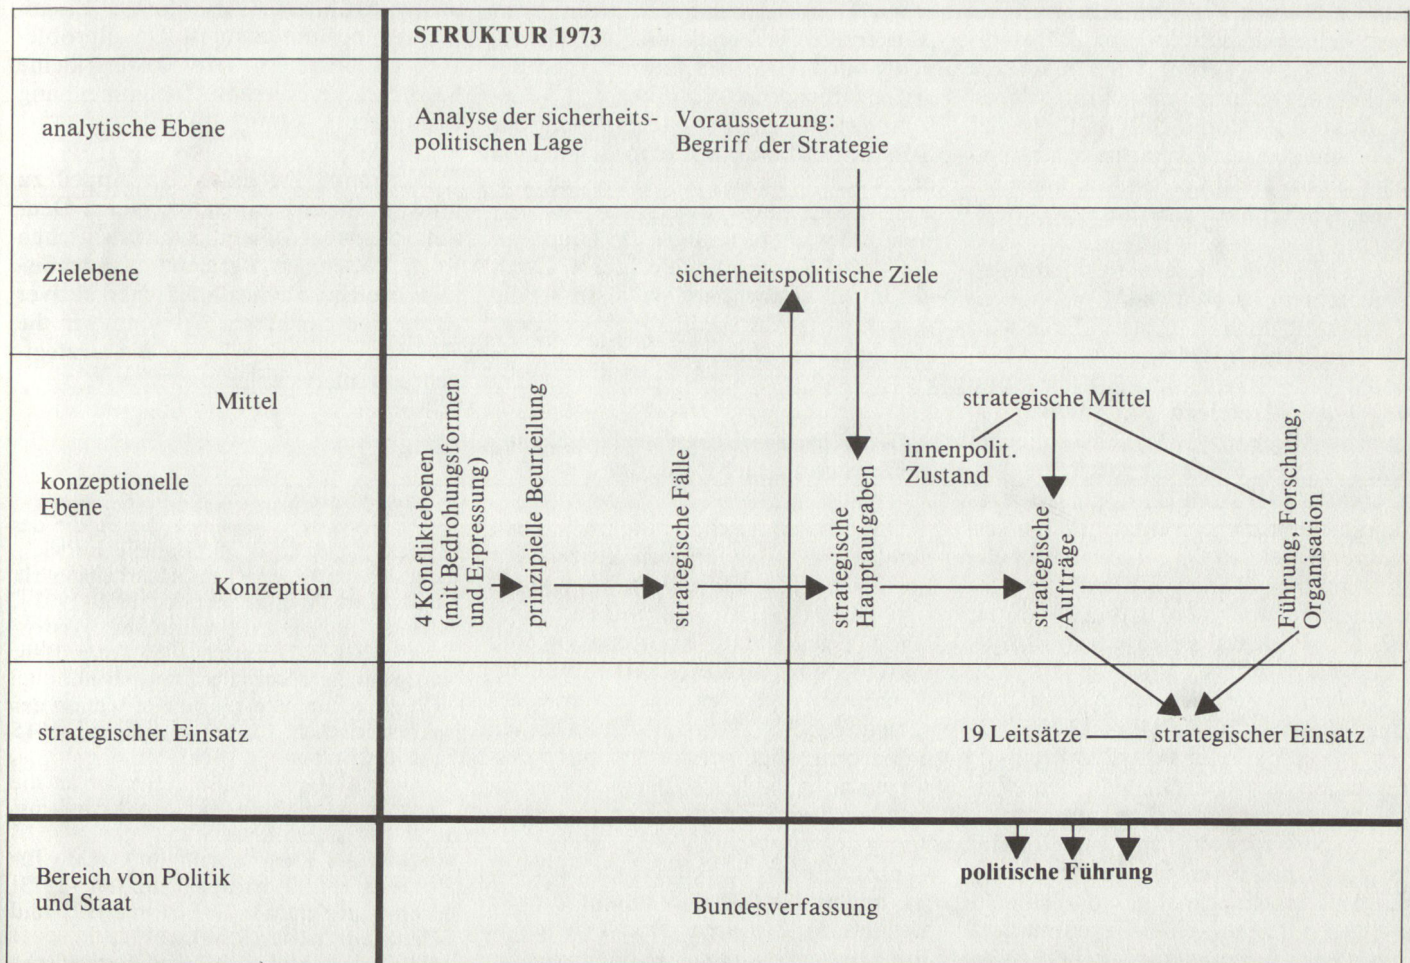 STRUKTUR 1973
analytische Ebene
Analyse der sicherheits-
politischen Lage
Voraussetzung:
Begriff der Strategie
Zielebene
sicherheitspolitische Ziele
Mittel
strategische Mittel
innenpolit.
Zustand
konzeptionelle
Ebene
Konzeption
4 Konfliktebenen
(mit Bedrohungsformen
und Erpressung)
prinzipielle Beurteilung
strategische Fälle
strategische
Hauptaufgaben
strategische
Aufträge
Führung, Forschung,
Organisation
strategischer Einsatz
19 Leitsätze
strategischer Einsatz
Bereich von Politik
und Staat
politische Führung
Bundesverfassung